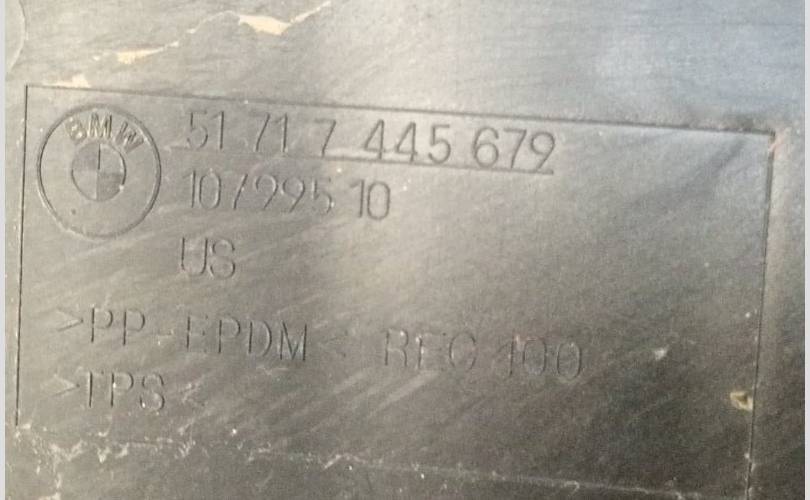 BMW
51 71 7 445 679
10799510
US
>PP-EPDM< REC 100
>TPS<